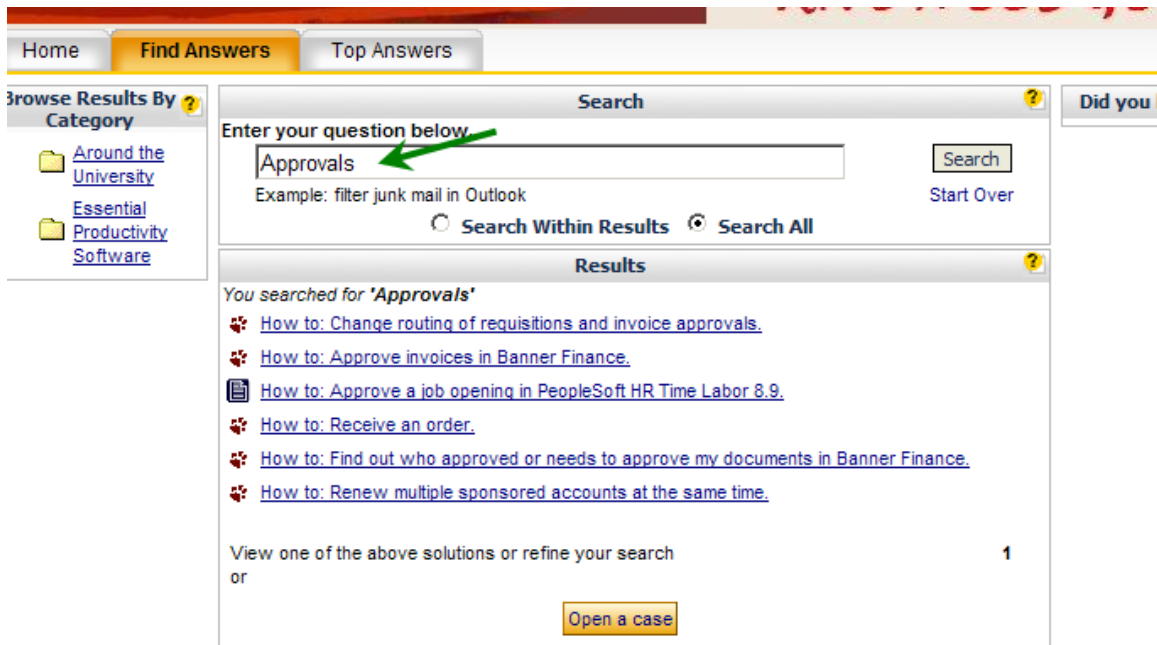 Home
Find Answers
Top Answers
Browse Results By
Category
Around the
University
Essential
Productivity
Software
Search
Enter your question below.
Approvals
Search
Example: filter junk mail in Outlook
Start Over
Search Within Results
Search All
Results
You searched for 'Approvals'
How to: Change routing of requisitions and invoice approvals.
How to: Approve invoices in Banner Finance.
How to: Approve a job opening in PeopleSoft HR Time Labor 8.9.
How to: Receive an order.
How to: Find out who approved or needs to approve my documents in Banner Finance.
How to: Renew multiple sponsored accounts at the same time.
View one of the above solutions or refine your search
1
or
Open a case
Did you